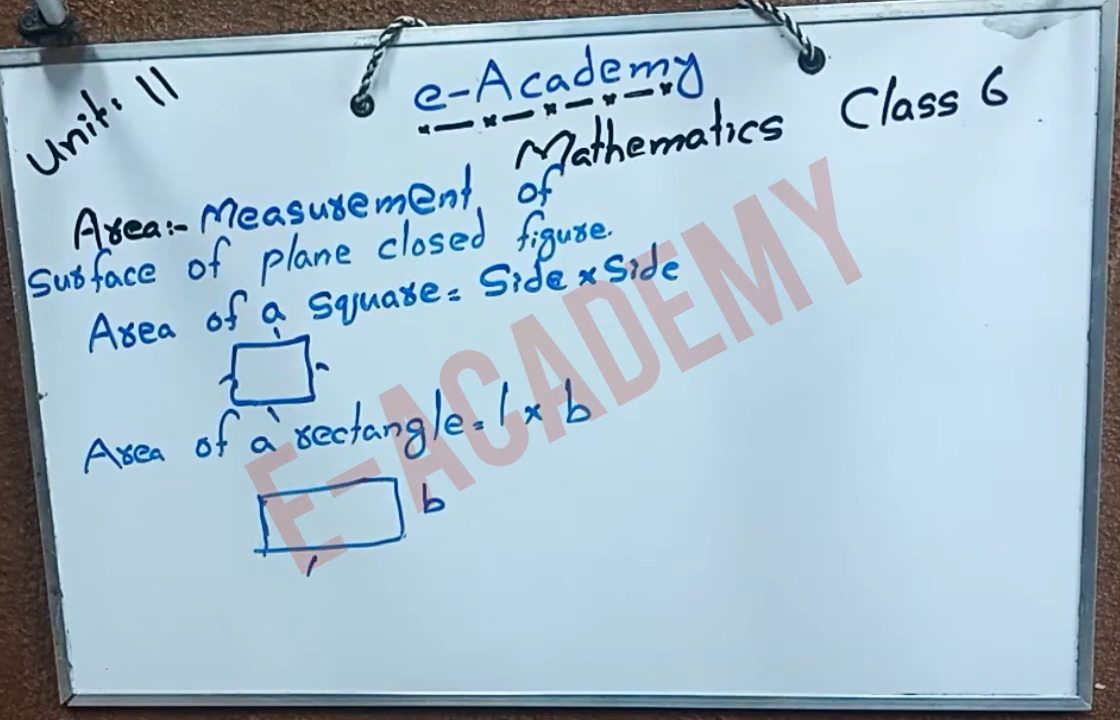 Unit: 11
e-Academy
Mathematics Class 6
Area:- Measurement of
Surface of plane closed figure.
Area of a Square = Side x Side
Area of a rectangle = l x b
b
l
E-ACADEMY